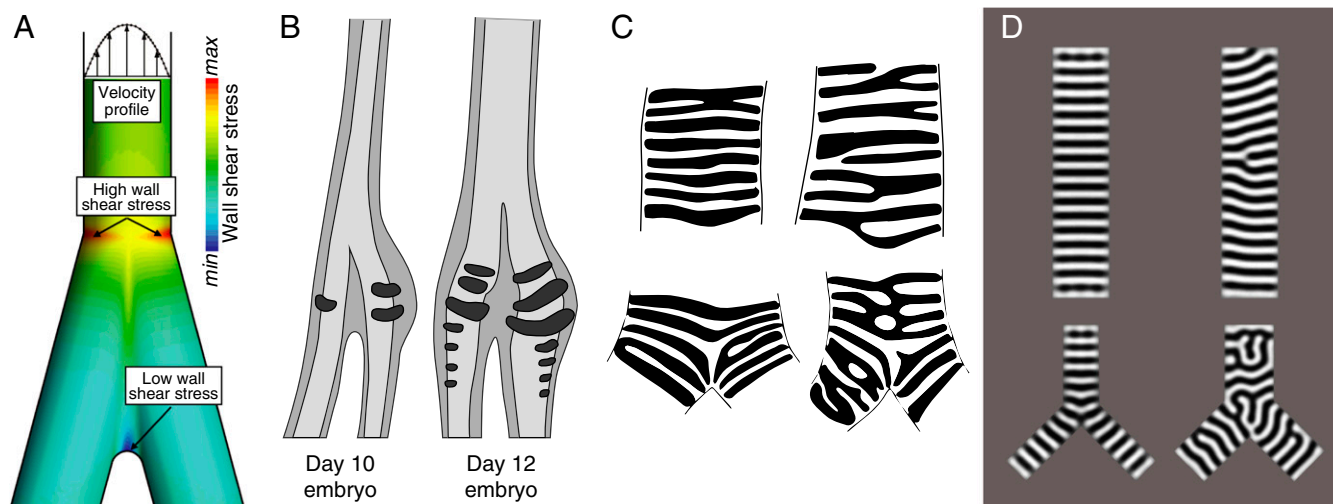 A
Velocity
profile
High wall
shear stress
Low wall
shear stress
max
Wall shear stress
min
B
Day 10
embryo
Day 12
embryo
C
D